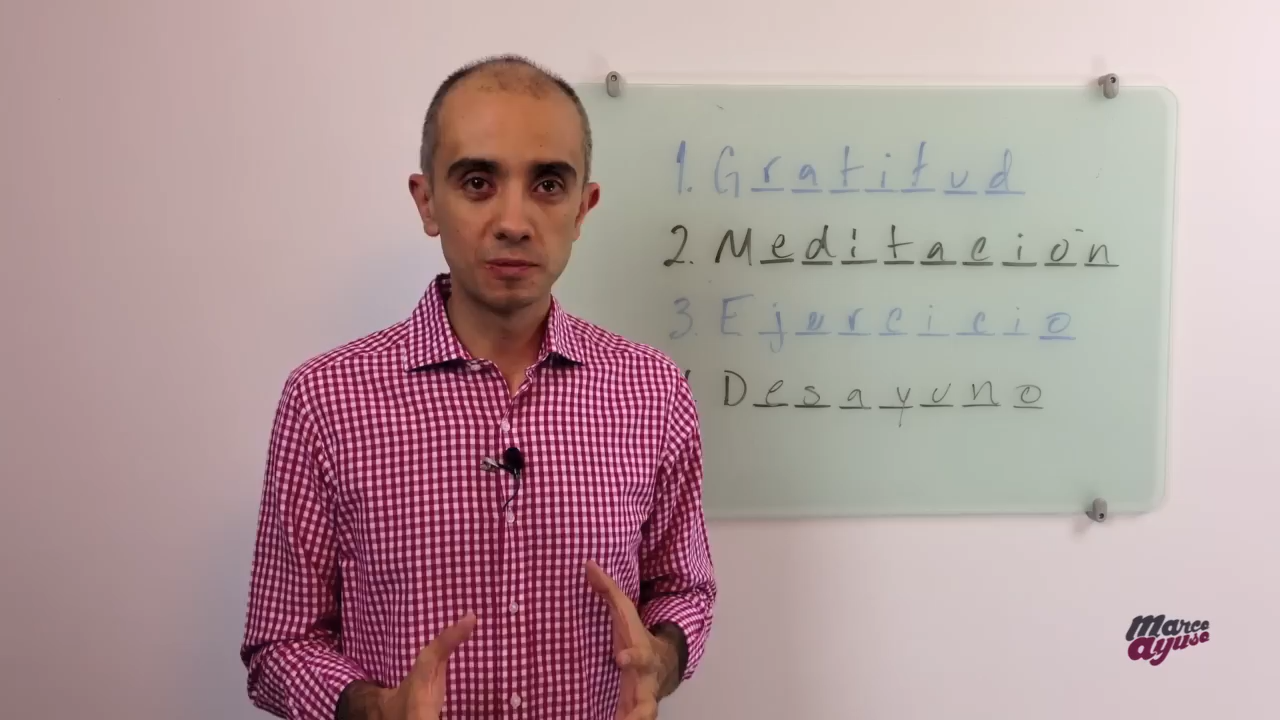 1. Gratitud
2. Meditación
3. Ejercicio
Desayuno
marco
ayuso